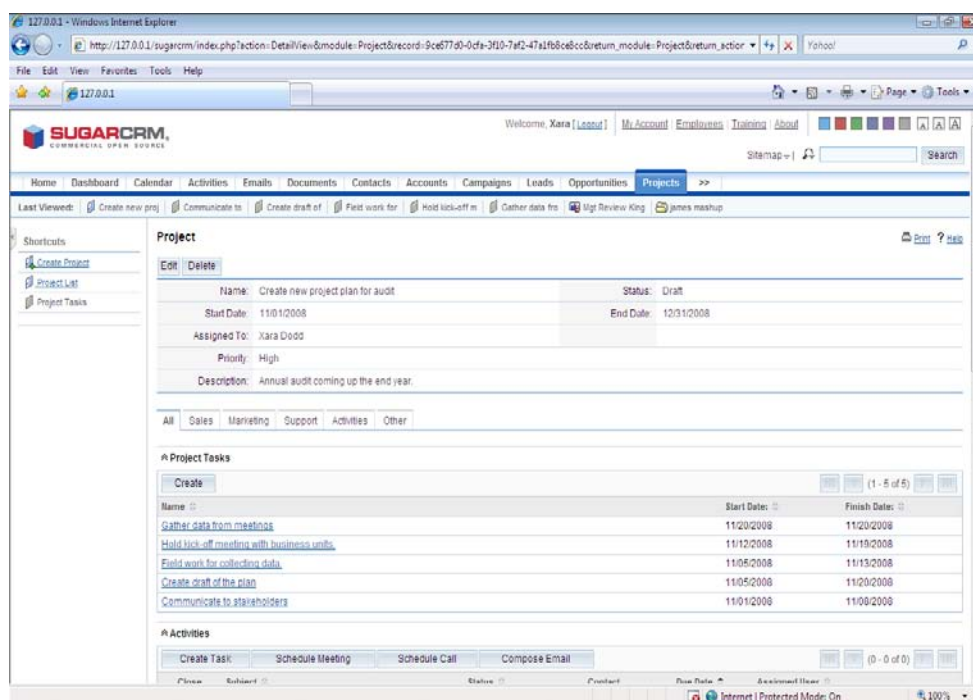 127.0.0.1 - Windows Internet Explorer
http://127.0.0.1/sugarcrm/index.php?action=DetailView&module=Project&record=9ce677d0-0cfa-3f10-7af2-47a1fb8ce8cc&return_module=Project&return_action
Yahoo!
File Edit View Favorites Tools Help
127.0.0.1
Page Tools
SUGARCRM.
COMMERCIAL OPEN SOURCE
Welcome, Xara [ Logout ] My Account Employees Training About A A A
Sitemap Search
Home Dashboard Calendar Activities Emails Documents Contacts Accounts Campaigns Leads Opportunities Projects >>
Last Viewed: Create new proj Communicate to Create draft of Field work for Hold kick-off m Gather data fro Mgt Review King james mashup
Shortcuts
Create Project
Project List
Project Tasks
Project
Print ? Help
Edit Delete
Name: Create new project plan for audit Status: Draft
Start Date: 11/01/2008 End Date: 12/31/2008
Assigned To: Xara Dodd
Priority: High
Description: Annual audit coming up the end year.
All Sales Marketing Support Activities Other
Project Tasks
Create (1 - 5 of 5)
Name Start Date: Finish Date:
Gather data from meetings 11/20/2008 11/20/2008
Hold kick-off meeting with business units. 11/12/2008 11/19/2008
Field work for collecting data. 11/05/2008 11/13/2008
Create draft of the plan 11/05/2008 11/20/2008
Communicate to stakeholders 11/01/2008 11/08/2008
Activities
Create Task Schedule Meeting Schedule Call Compose Email (0 - 0 of 0)
Close Subject Status Contact Due Date Assigned User
Internet | Protected Mode: On 100%